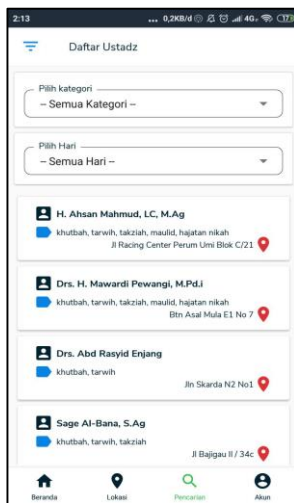 2:13 ... 0,2KB/d 4G+ 173
Daftar Ustadz
Pilih kategori
-- Semua Kategori --
Pilih Hari
-- Semua Hari --
H. Ahsan Mahmud, LC, M.Ag
khutbah, tarwih, takziah, maulid, hajatan nikah
Jl Racing Center Perum Umi Blok C/21
Drs. H. Mawardi Pewangi, M.Pd.i
khutbah, tarwih, takziah, maulid, hajatan nikah
Btn Asal Mula E1 No 7
Drs. Abd Rasyid Enjang
khutbah, tarwih
Jln Skarda N2 No1
Sage Al-Bana, S.Ag
khutbah, tarwih, takziah
Jl Bajigau II / 34c
Beranda Lokasi Pencarian Akun